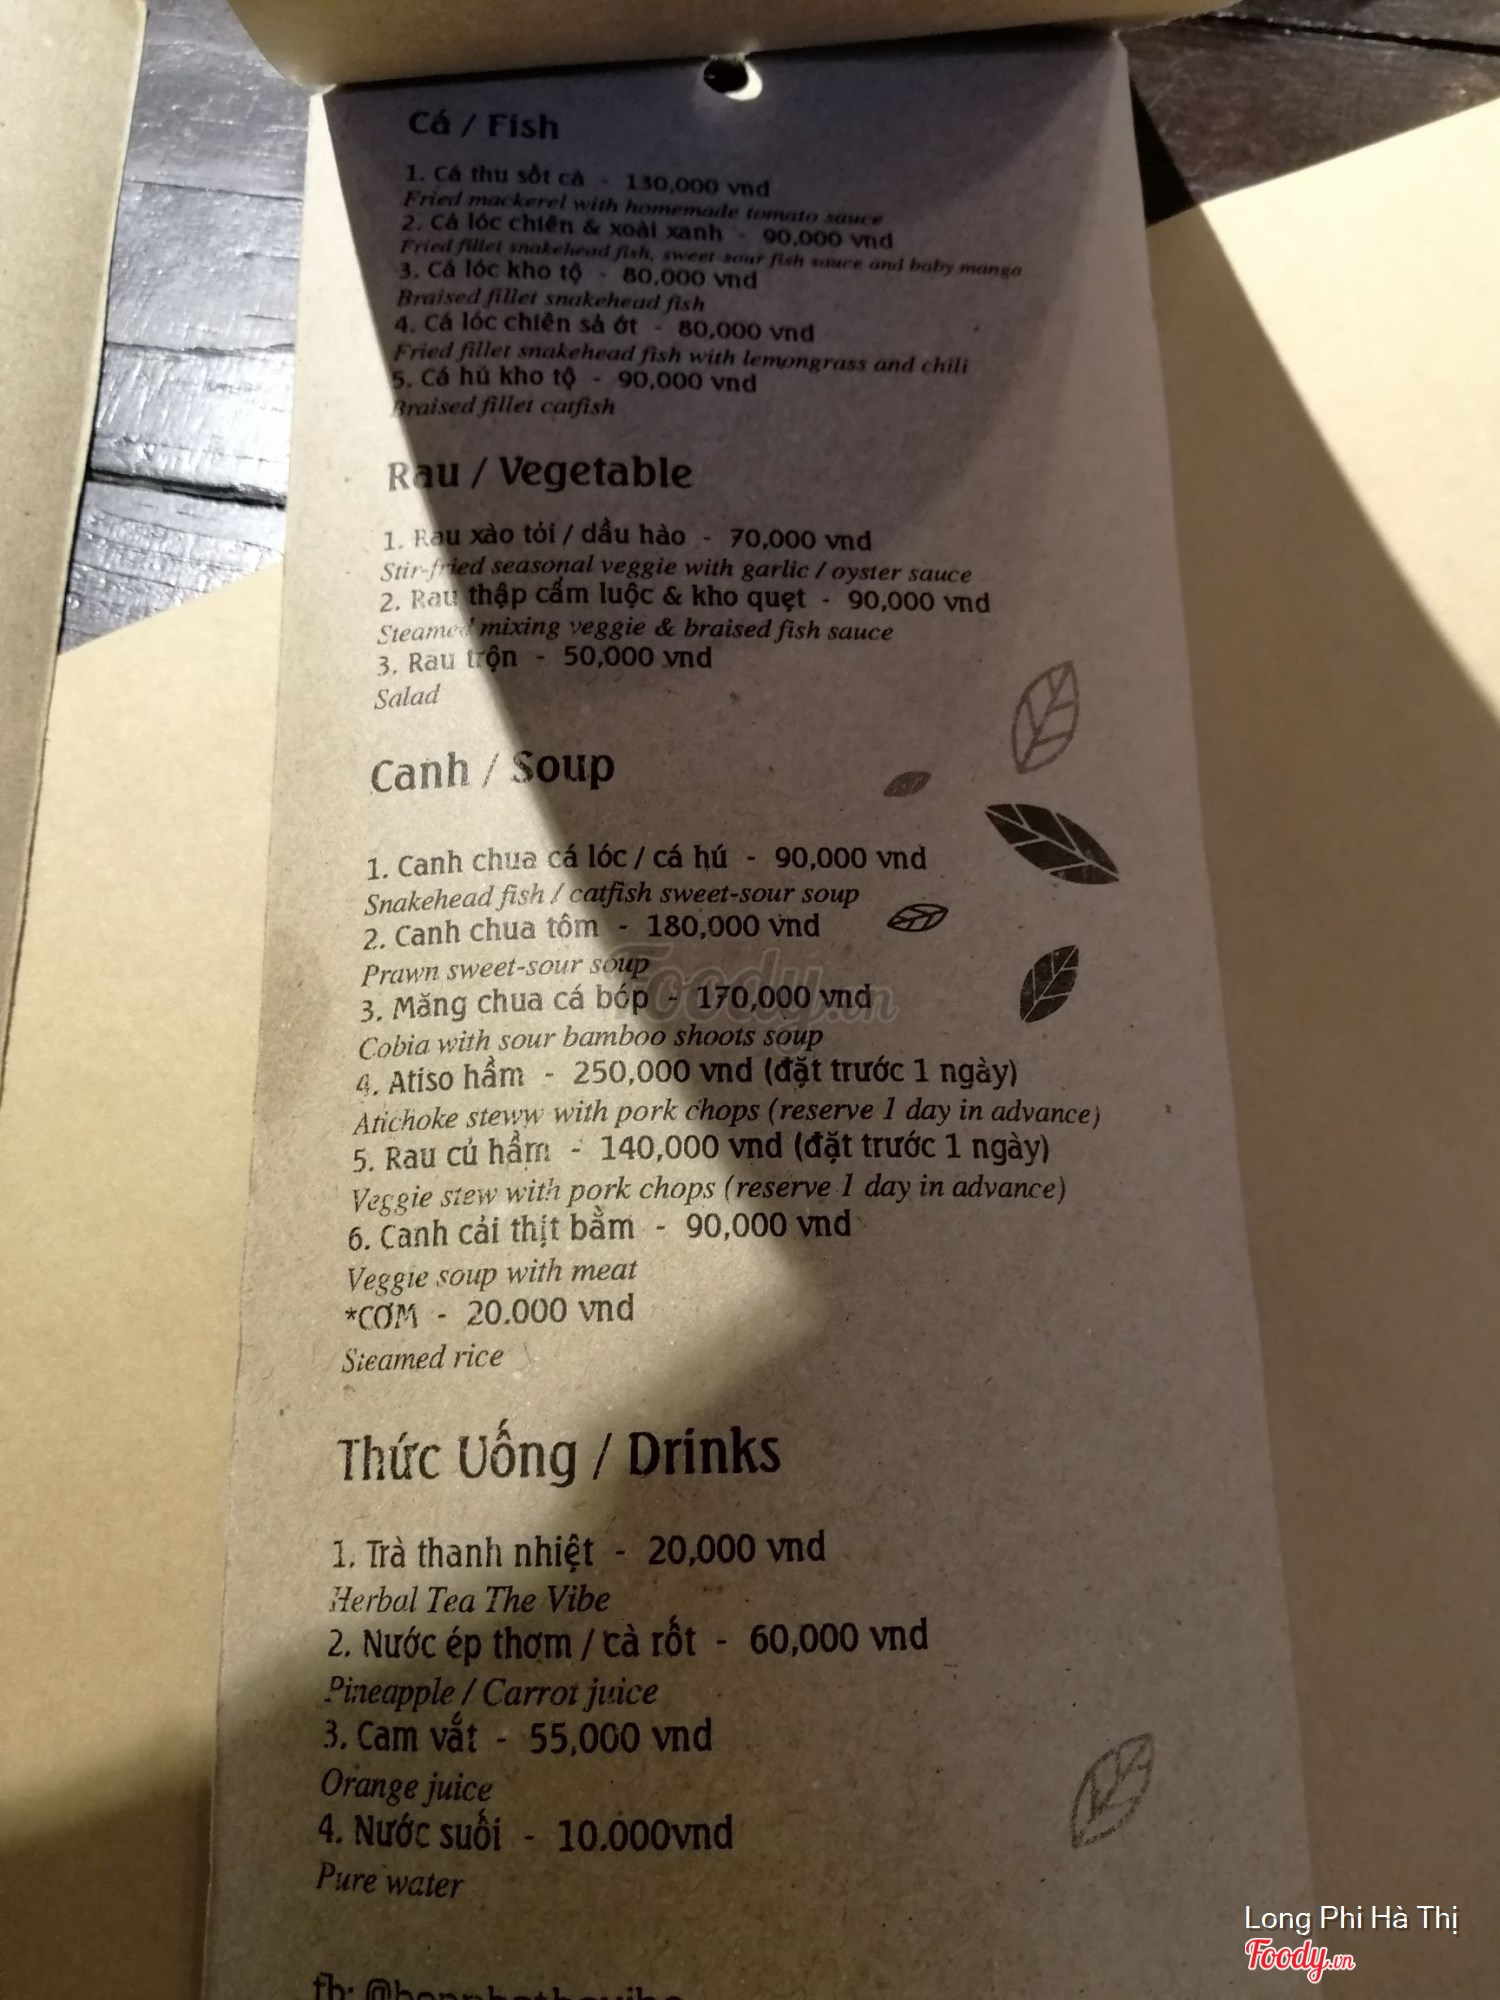 Cá / Fish
1. Cá thu sốt cà - 130,000 vnd
Fried mackerel with homemade tomato sauce
2. Cá lóc chiên & xoài xanh - 90,000 vnd
Fried fillet snakehead fish, sweet-sour fish sauce and baby mango
3. Cá lóc kho tộ - 80,000 vnd
Braised fillet snakehead fish
4. Cá lóc chiên sả ớt - 80,000 vnd
Fried fillet snakehead fish with lemongrass and chili
5. Cá hú kho tộ - 90,000 vnd
Braised fillet catfish
Rau / Vegetable
1. Rau xào tỏi / dầu hào - 70,000 vnd
Stir-fried seasonal veggie with garlic / oyster sauce
2. Rau thập cẩm luộc & kho quẹt - 90,000 vnd
Steamed mixing veggie & braised fish sauce
3. Rau trộn - 50,000 vnd
Salad
Canh / Soup
1. Canh chua cá lóc / cá hú - 90,000 vnd
Snakehead fish / catfish sweet-sour soup
2. Canh chua tôm - 180,000 vnd
Prawn sweet-sour soup
3. Măng chua cá bóp - 170,000 vnd
Cobia with sour bamboo shoots soup
4. Atiso hầm - 250,000 vnd (đặt trước 1 ngày)
Atichoke steww with pork chops (reserve 1 day in advance)
5. Rau củ hầm - 140,000 vnd (đặt trước 1 ngày)
Veggie stew with pork chops (reserve 1 day in advance)
6. Canh cải thịt bằm - 90,000 vnd
Veggie soup with meat
*CƠM - 20.000 vnd
Steamed rice
Thức Uống / Drinks
1. Trà thanh nhiệt - 20,000 vnd
Herbal Tea The Vibe
2. Nước ép thơm / cà rốt - 60,000 vnd
Pineapple / Carrot juice
3. Cam vắt - 55,000 vnd
Orange juice
4. Nước suối - 10.000vnd
Pure water
fb:
Foody.vn
Long Phi Hà Thị
Foody.vn